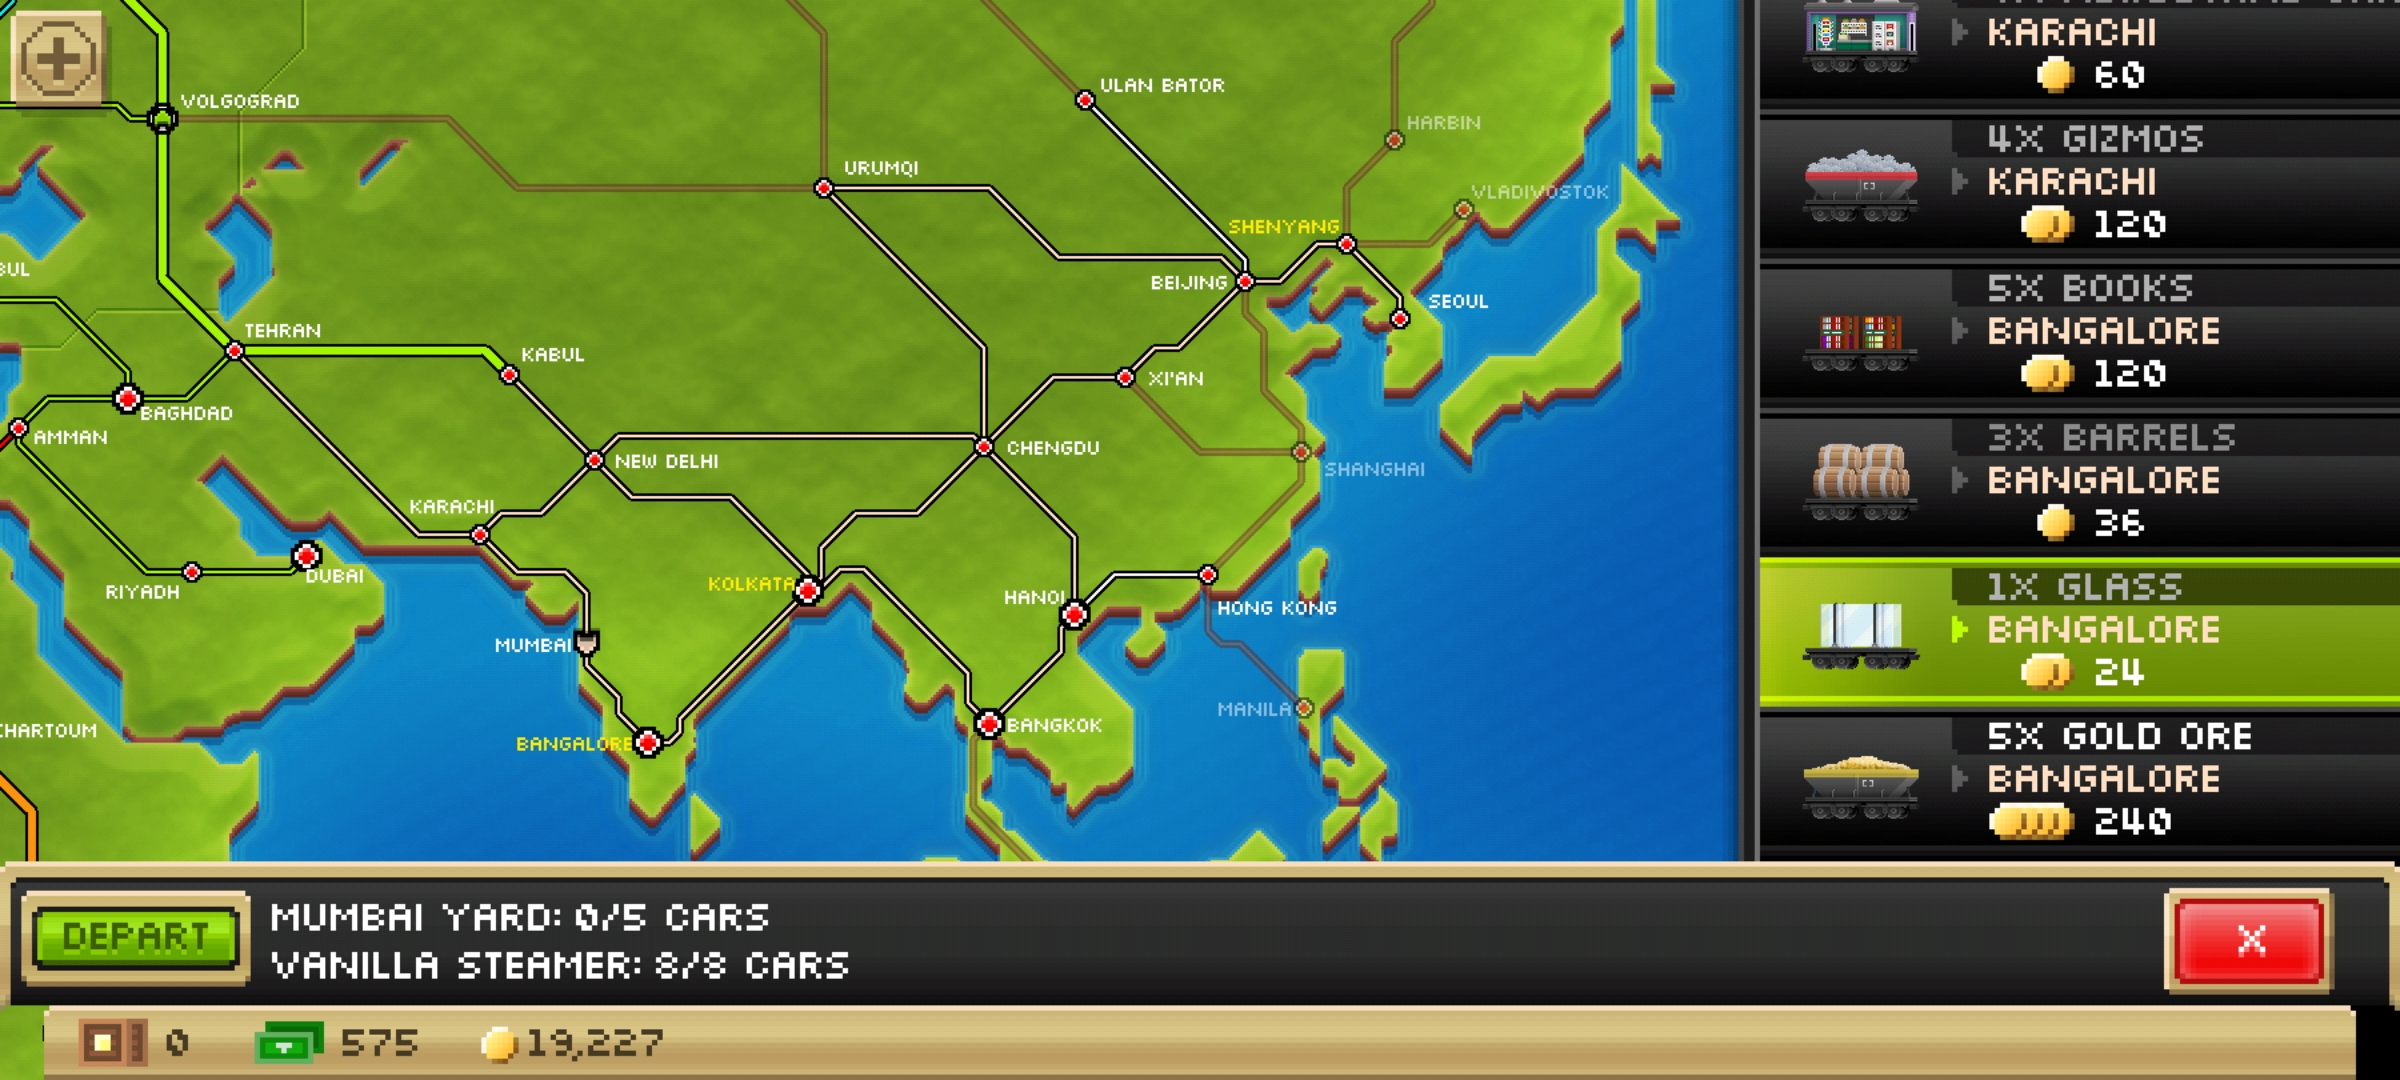 VOLGOGRAD
ULAN BATOR
HARBIN
URUMQI
VLADIVOSTOK
SHENYANG
BEIJING
SEOUL
TEHRAN
KABUL
XI'AN
BAGHDAD
AMMAN
NEW DELHI
CHENGDU
SHANGHAI
KARACHI
DUBAI
RIYADH
KOLKATA
HANOI
HONG KONG
MUMBAI
MANILA
BANGALORE
BANGKOK
KARACHI
60
4X GIZMOS
KARACHI
120
5X BOOKS
BANGALORE
120
3X BARRELS
BANGALORE
36
1X GLASS
BANGALORE
24
5X GOLD ORE
BANGALORE
240
DEPART
MUMBAI YARD: 0/5 CARS
VANILLA STEAMER: 8/8 CARS
X
0
575
19,227